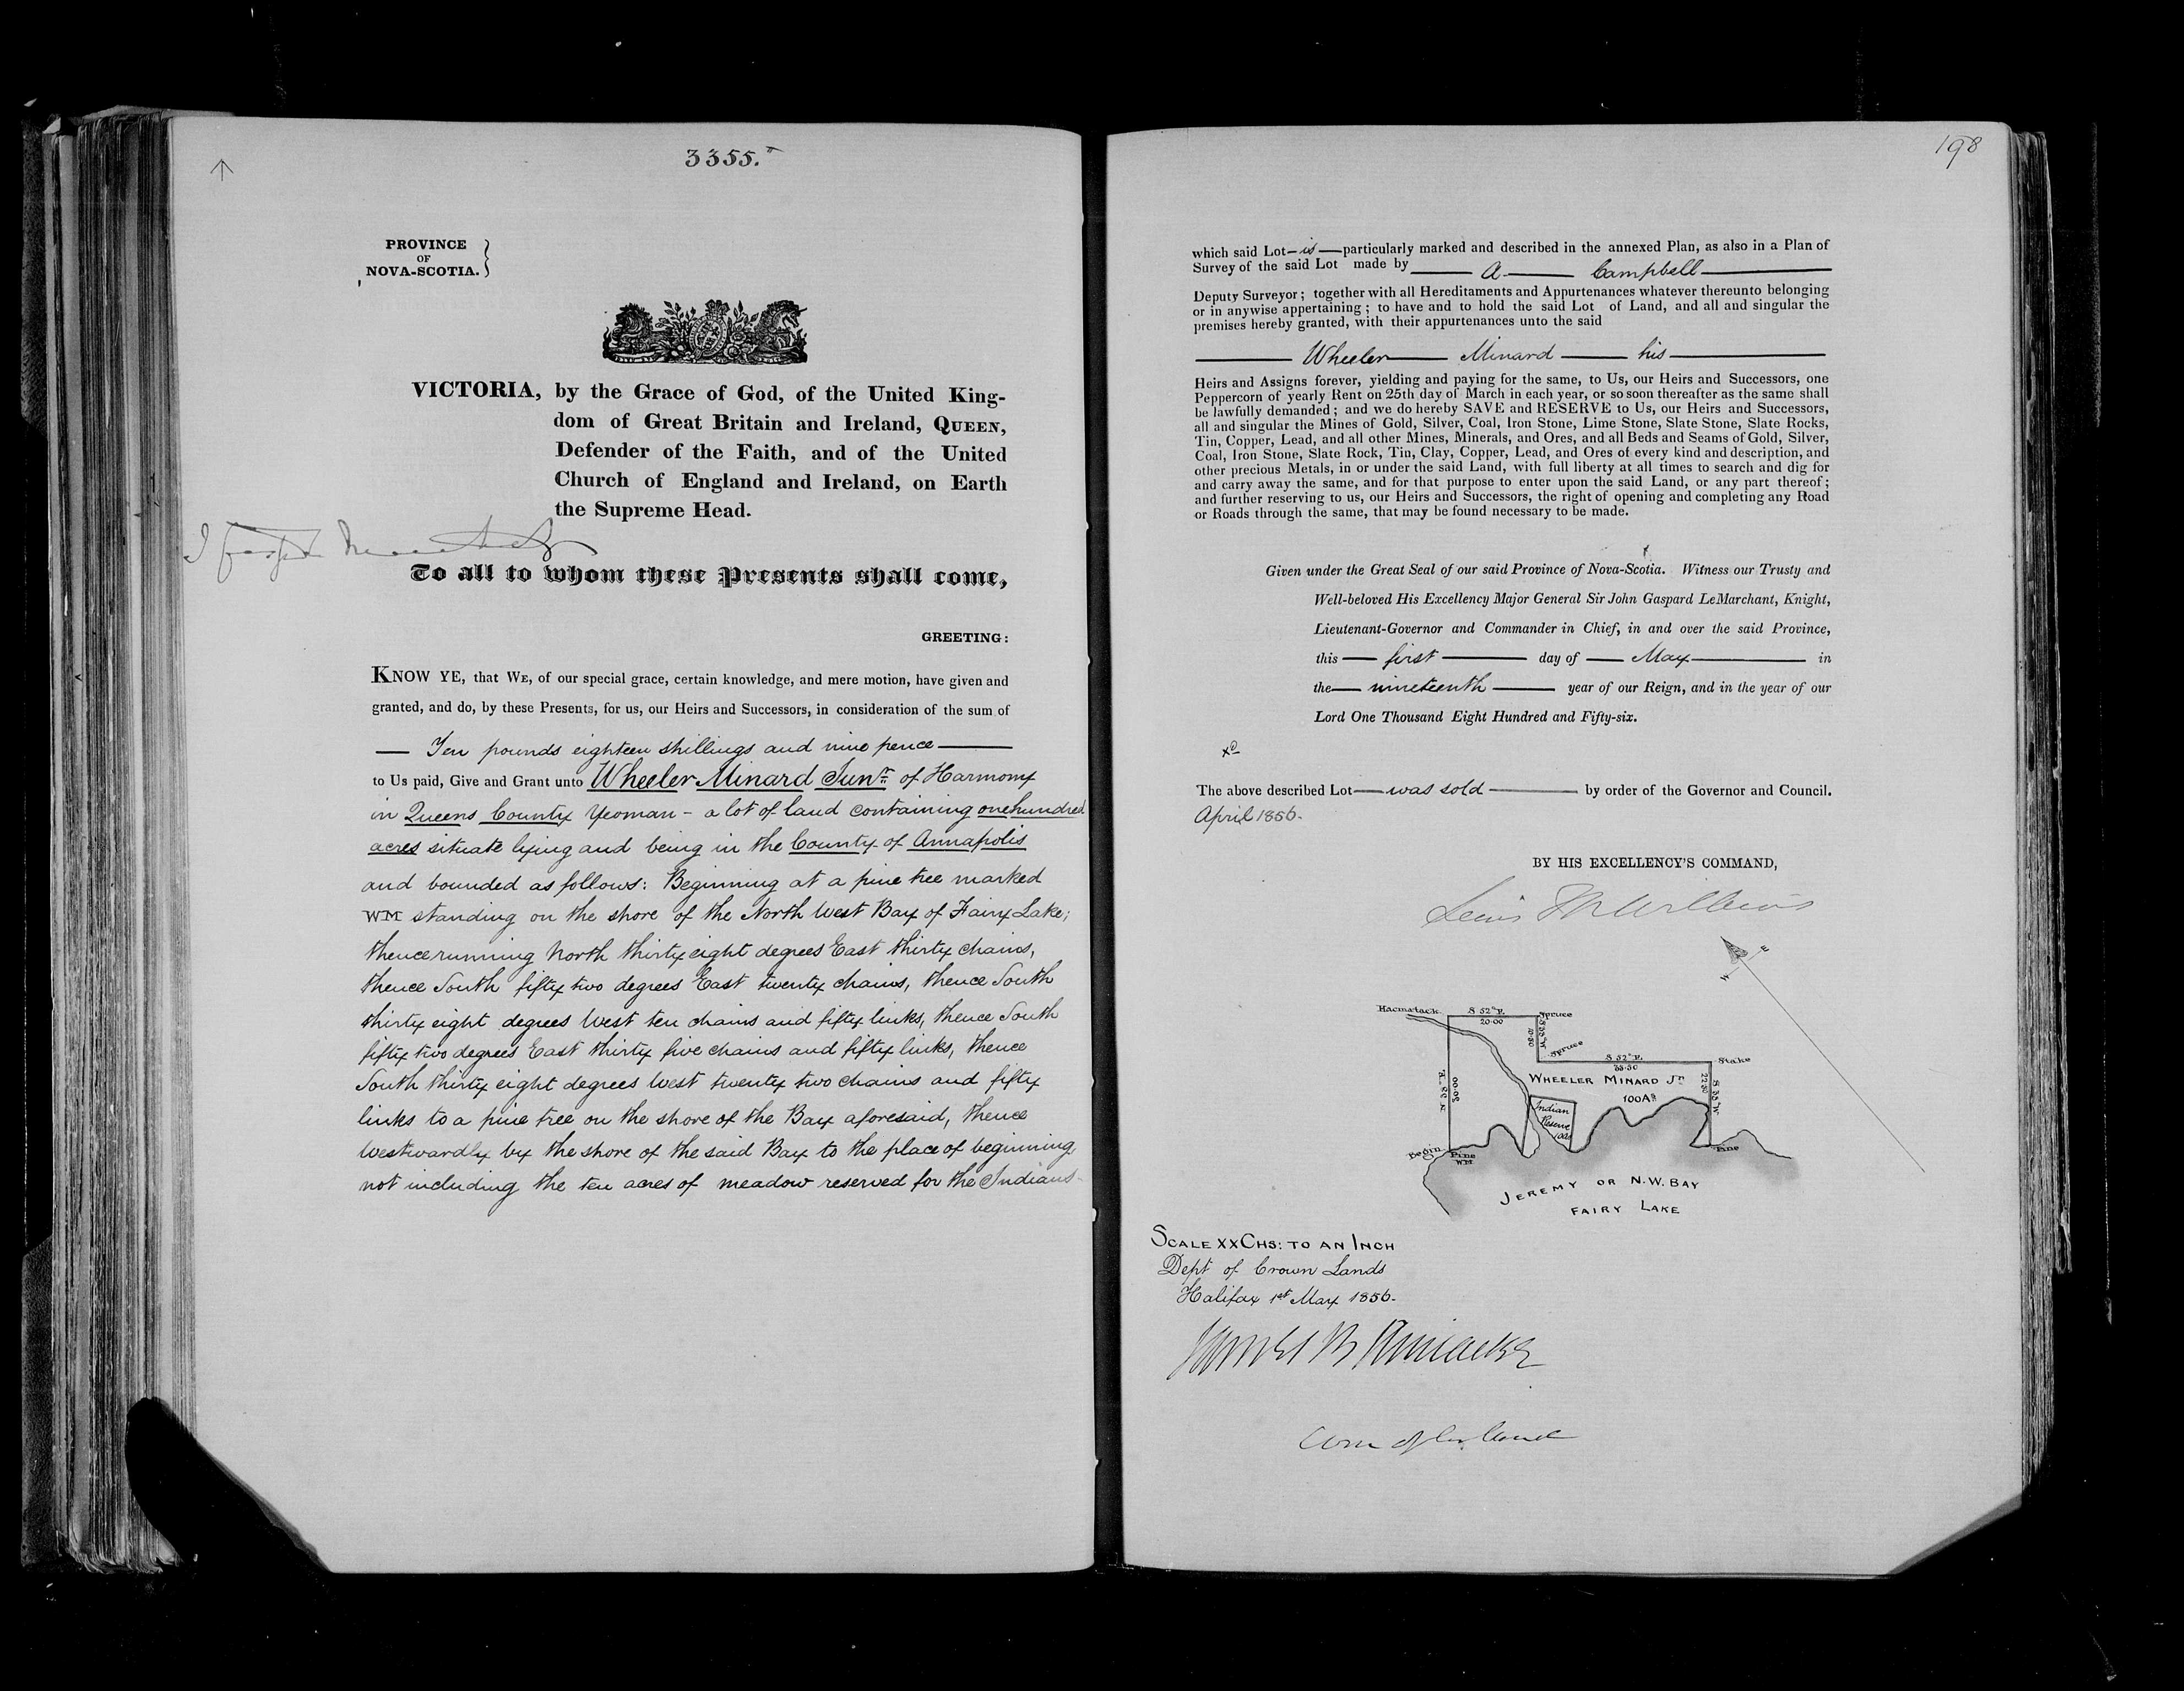 3355.
PROVINCE
OF
NOVA-SCOTIA.
VICTORIA, by the Grace of God, of the United King-
dom of Great Britain and Ireland, QUEEN,
Defender of the Faith, and of the United
Church of England and Ireland, on Earth
the Supreme Head.
To all to whom these Presents shall come,
GREETING:
KNOW YE, that WE, of our special grace, certain knowledge, and mere motion, have given and
granted, and do, by these Presents, for us, our Heirs and Successors, in consideration of the sum of
— Ten pounds eighteen shillings and nine pence —
to Us paid, Give and Grant unto Wheeler Minard Junr. of Harmony
in Queens County Yeoman - a lot of land containing one hundred
acres situate lying and being in the County of Annapolis
and bounded as follows: Beginning at a pine tree marked
WM standing on the shore of the North West Bay of Fairy Lake;
thence running North thirty eight degrees East thirty chains,
thence South fifty two degrees East twenty chains, thence South
thirty eight degrees West ten chains and fifty links, thence South
fifty two degrees East thirty five chains and fifty links, thence
South thirty eight degrees West twenty two chains and fifty
links to a pine tree on the shore of the Bay aforesaid, thence
westwardly by the shore of the said Bay to the place of beginning,
not including the ten acres of meadow reserved for the Indians-
198
which said Lot — is — particularly marked and described in the annexed Plan, as also in a Plan of
Survey of the said Lot made by — A — Campbell —
Deputy Surveyor; together with all Hereditaments and Appurtenances whatever thereunto belonging
or in anywise appertaining; to have and to hold the said Lot of Land, and all and singular the
premises hereby granted, with their appurtenances unto the said
— Wheeler — Minard — his —
Heirs and Assigns forever, yielding and paying for the same, to Us, our Heirs and Successors, one
Peppercorn of yearly Rent on 25th day of March in each year, or so soon thereafter as the same shall
be lawfully demanded; and we do hereby SAVE and RESERVE to Us, our Heirs and Successors,
all and singular the Mines of Gold, Silver, Coal, Iron Stone, Lime Stone, Slate Stone, Slate Rocks,
Tin, Copper, Lead, and all other Mines, Minerals, and Ores, and all Beds and Seams of Gold, Silver,
Coal, Iron Stone, Slate Rock, Tin, Clay, Copper, Lead, and Ores of every kind and description, and
other precious Metals, in or under the said Land, with full liberty at all times to search and dig for
and carry away the same, and for that purpose to enter upon the said Land, or any part thereof;
and further reserving to us, our Heirs and Successors, the right of opening and completing any Road
or Roads through the same, that may be found necessary to be made.
Given under the Great Seal of our said Province of Nova-Scotia. Witness our Trusty and
Well-beloved His Excellency Major General Sir John Gaspard LeMarchant, Knight,
Lieutenant-Governor and Commander in Chief, in and over the said Province,
this — first — day of — May — in
the — nineteenth — year of our Reign, and in the year of our
Lord One Thousand Eight Hundred and Fifty-six.
xd
The above described Lot — was sold — by order of the Governor and Council.
April 1856.
BY HIS EXCELLENCY'S COMMAND,
Lewis M Wilkins
E
W
Hacmatack
S 52° E.
20.00
Spruce
S 38° W
10.50
Spruce
S 52° E.
35.50
Stake
WHEELER MINARD Jr
100 As
22.50
S 38° W
N 38° E.
30.00
Indian
Reserve
10As
Begin.
Pine
WM
Pine
JEREMY OR N.W. BAY
FAIRY LAKE
SCALE XX CHS: TO AN INCH
Dept of Crown Lands
Halifax 1st May 1856-
James B Uniacke